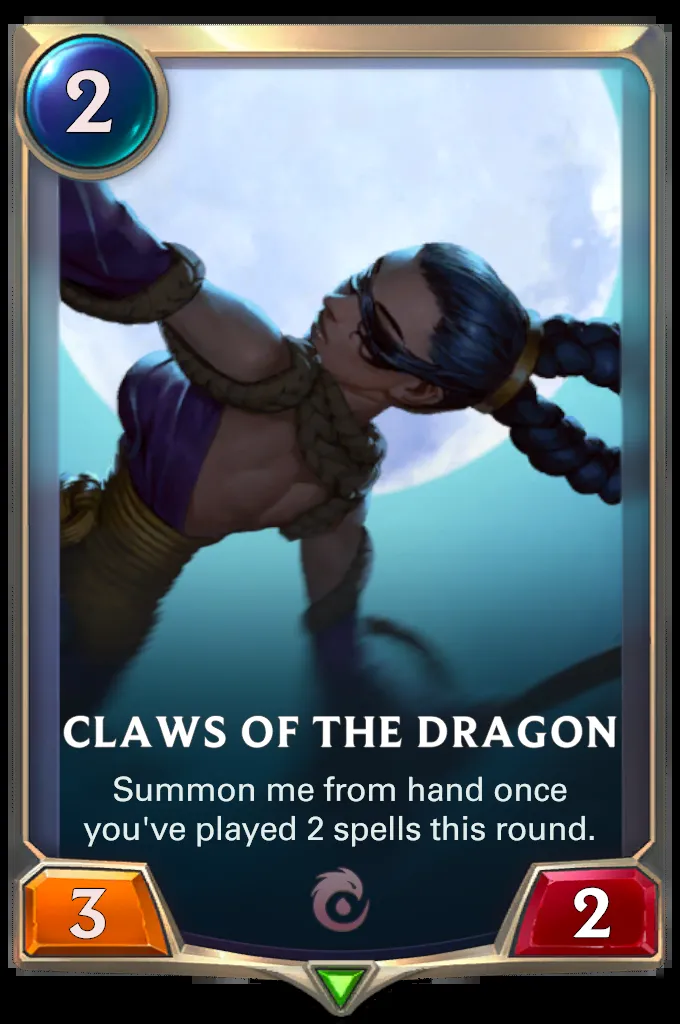 2
CLAWS OF THE DRAGON
Summon me from hand once
you've played 2 spells this round.
3
2